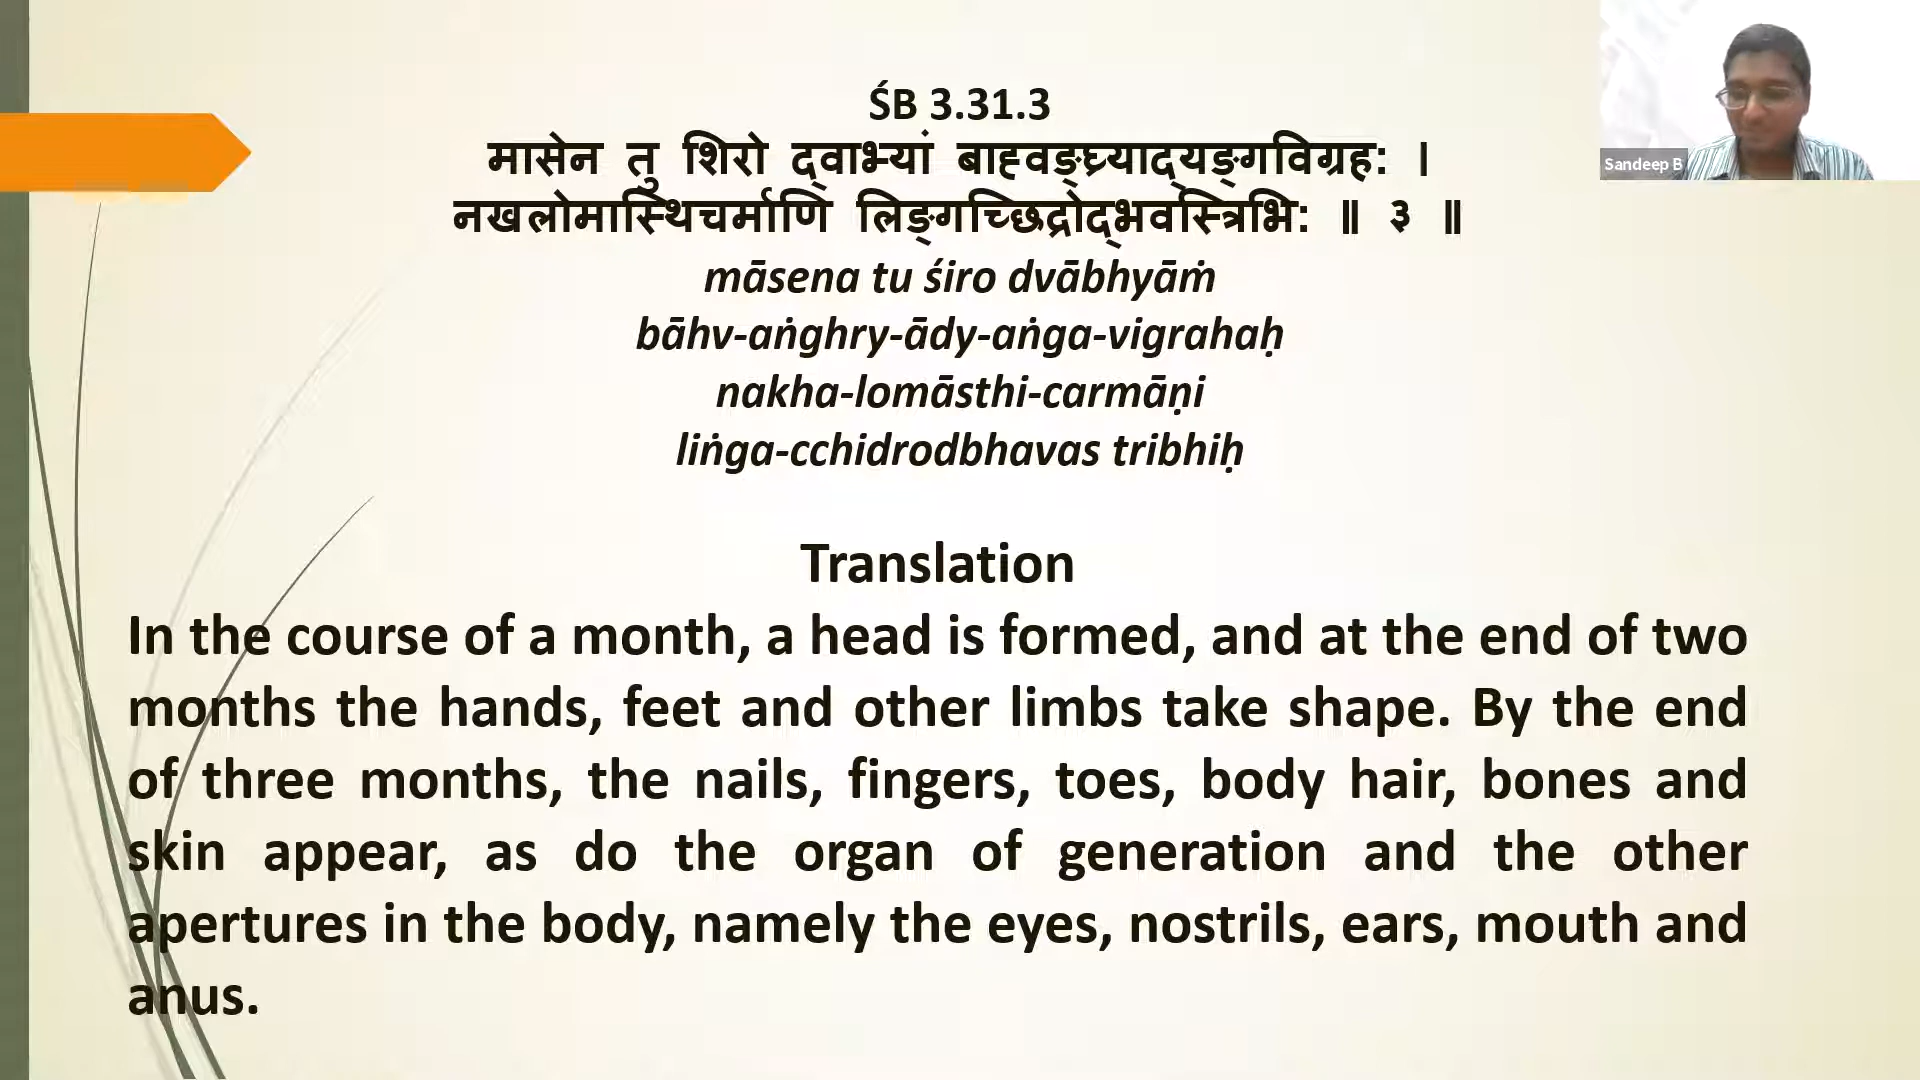 ŚB 3.31.3
मासेन तु शिरो द्वाभ्यां बाह्वङ्‌घ्र्याद्यङ्गविग्रह: ।
नखलोमास्थिचर्माणि लिङ्गच्छिद्रोद्भवस्त्रिभि: ॥ ३ ॥
māsena tu śiro dvābhyāṁ
bāhv-aṅghry-ādy-aṅga-vigrahaḥ
nakha-lomāsthi-carmāṇi
liṅga-cchidrodbhavas tribhiḥ
Translation
In the course of a month, a head is formed, and at the end of two
months the hands, feet and other limbs take shape. By the end
of three months, the nails, fingers, toes, body hair, bones and
skin appear, as do the organ of generation and the other
apertures in the body, namely the eyes, nostrils, ears, mouth and
anus.
Sandeep B